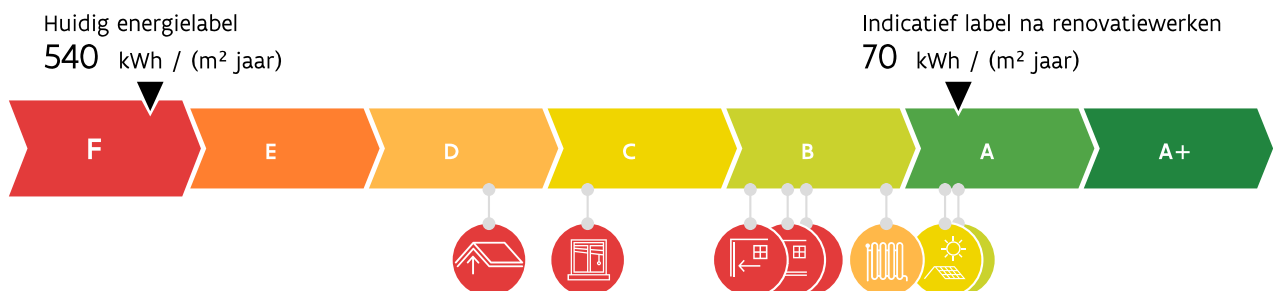 Huidig energielabel
540 kWh / (m² jaar)
Indicatief label na renovatiewerken
70 kWh / (m² jaar)
F E D C B A A+